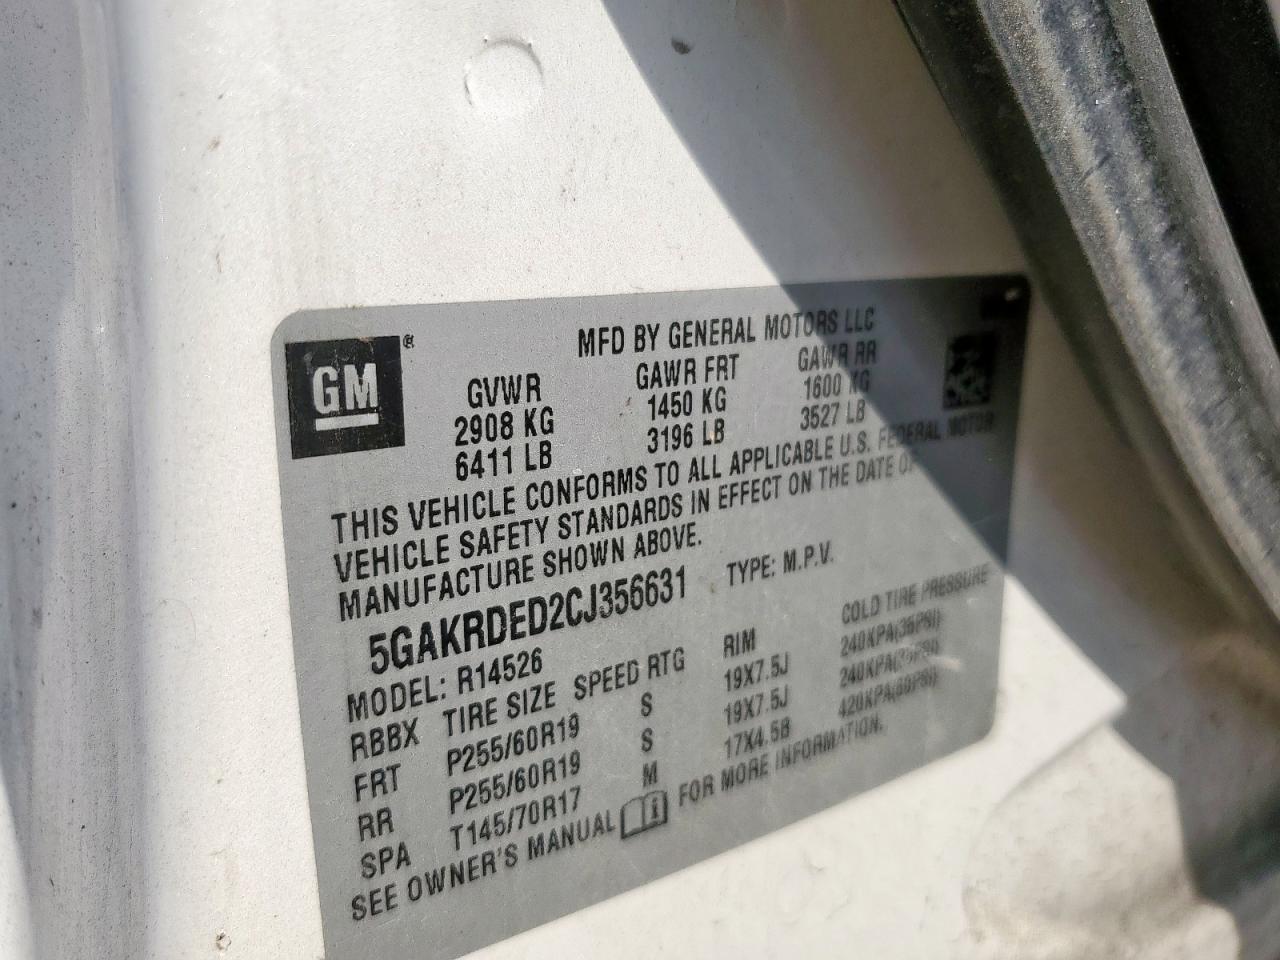 MFD BY GENERAL MOTORS LLC
GM ®
GVWR GAWR FRT GAWR RR
2908 KG 1450 KG 1600 KG
6411 LB 3196 LB 3527 LB
THIS VEHICLE CONFORMS TO ALL APPLICABLE U.S. FEDERAL MOTOR
VEHICLE SAFETY STANDARDS IN EFFECT ON THE DATE OF
MANUFACTURE SHOWN ABOVE.
5GAKRDED2CJ356631 TYPE: M.P.V.
MODEL: R14526
RBBX TIRE SIZE SPEED RTG RIM COLD TIRE PRESSURE
FRT P255/60R19 S 19X7.5J 240KPA(35PSI)
RR P255/60R19 S 19X7.5J 240KPA(35PSI)
SPA T145/70R17 M 17X4.5B 420KPA(60PSI)
SEE OWNER'S MANUAL FOR MORE INFORMATION.